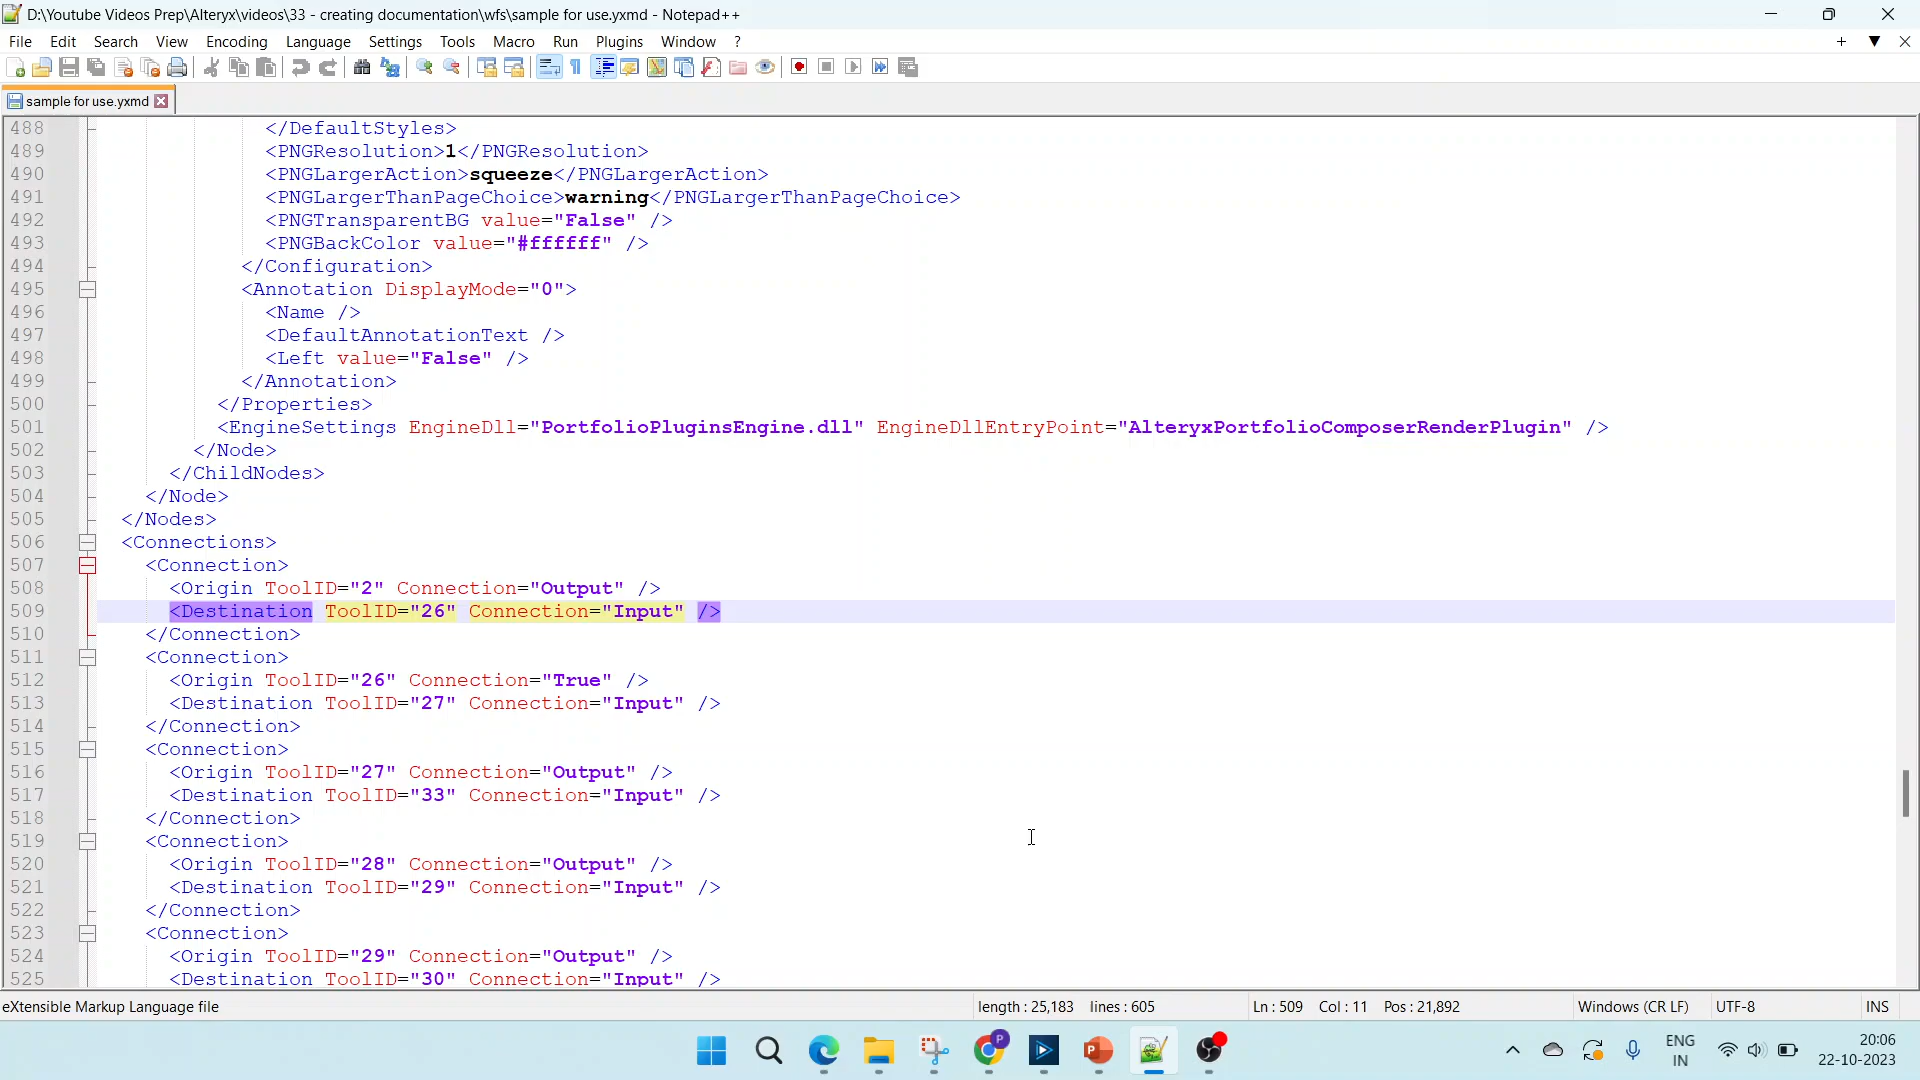 D:\Youtube Videos Prep\Alteryx\videos\33 - creating documentation\wfs\sample for use.yxmd - Notepad++
File Edit Search View Encoding Language Settings Tools Macro Run Plugins Window ?
sample for use.yxmd
488 </DefaultStyles>
489 <PNGResolution>1</PNGResolution>
490 <PNGLargerAction>squeeze</PNGLargerAction>
491 <PNGLargerThanPageChoice>warning</PNGLargerThanPageChoice>
492 <PNGTransparentBG value="False" />
493 <PNGBackColor value="#ffffff" />
494 </Configuration>
495 <Annotation DisplayMode="0">
496 <Name />
497 <DefaultAnnotationText />
498 <Left value="False" />
499 </Annotation>
500 </Properties>
501 <EngineSettings EngineDll="PortfolioPluginsEngine.dll" EngineDllEntryPoint="AlteryxPortfolioComposerRenderPlugin" />
502 </Node>
503 </ChildNodes>
504 </Node>
505 </Nodes>
506 <Connections>
507 <Connection>
508 <Origin ToolID="2" Connection="Output" />
509 <Destination ToolID="26" Connection="Input" />
510 </Connection>
511 <Connection>
512 <Origin ToolID="26" Connection="True" />
513 <Destination ToolID="27" Connection="Input" />
514 </Connection>
515 <Connection>
516 <Origin ToolID="27" Connection="Output" />
517 <Destination ToolID="33" Connection="Input" />
518 </Connection>
519 <Connection>
520 <Origin ToolID="28" Connection="Output" />
521 <Destination ToolID="29" Connection="Input" />
522 </Connection>
523 <Connection>
524 <Origin ToolID="29" Connection="Output" />
525 <Destination ToolID="30" Connection="Input" />
eXtensible Markup Language file length : 25,183 lines : 605 Ln : 509 Col : 11 Pos : 21,892 Windows (CR LF) UTF-8 INS
P
ENG
IN
20:06
22-10-2023